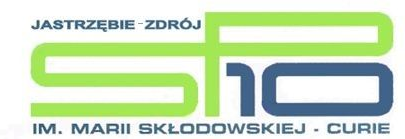 JASTRZĘBIE-ZDRÓJ
SP10
IM. MARII SKŁODOWSKIEJ - CURIE